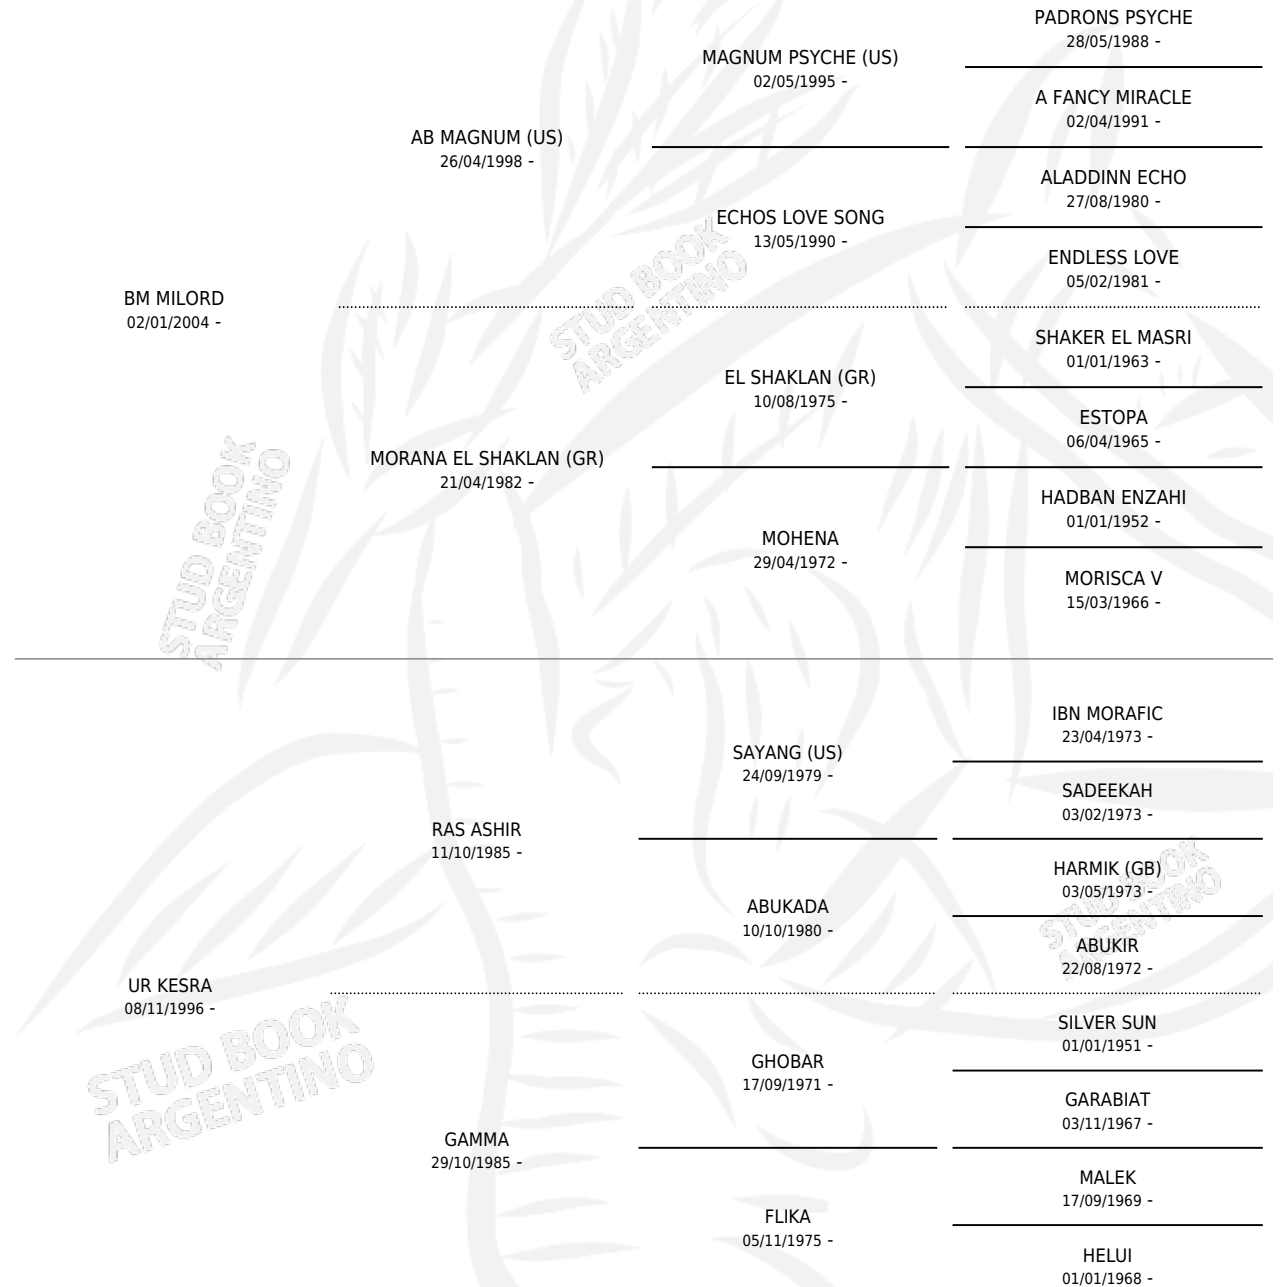 PADRONS PSYCHE
28/05/1988 -
MAGNUM PSYCHE (US)
02/05/1995 -
A FANCY MIRACLE
02/04/1991 -
AB MAGNUM (US)
26/04/1998 -
ALADDINN ECHO
27/08/1980 -
ECHOS LOVE SONG
13/05/1990 -
ENDLESS LOVE
05/02/1981 -
BM MILORD
02/01/2004 -
SHAKER EL MASRI
01/01/1963 -
EL SHAKLAN (GR)
10/08/1975 -
ESTOPA
06/04/1965 -
MORANA EL SHAKLAN (GR)
21/04/1982 -
HADBAN ENZAHI
01/01/1952 -
MOHENA
29/04/1972 -
MORISCA V
15/03/1966 -
STUD BOOK
ARGENTINO
STUD BOOK
ARGENTINO
IBN MORAFIC
23/04/1973 -
SAYANG (US)
24/09/1979 -
SADEEKAH
03/02/1973 -
RAS ASHIR
11/10/1985 -
HARMIK (GB)
03/05/1973 -
ABUKADA
10/10/1980 -
ABUKIR
22/08/1972 -
UR KESRA
08/11/1996 -
SILVER SUN
01/01/1951 -
GHOBAR
17/09/1971 -
GARABIAT
03/11/1967 -
GAMMA
29/10/1985 -
MALEK
17/09/1969 -
FLIKA
05/11/1975 -
HELUI
01/01/1968 -
STUD BOOK
ARGENTINO
STUD BOOK
ARGENTINO